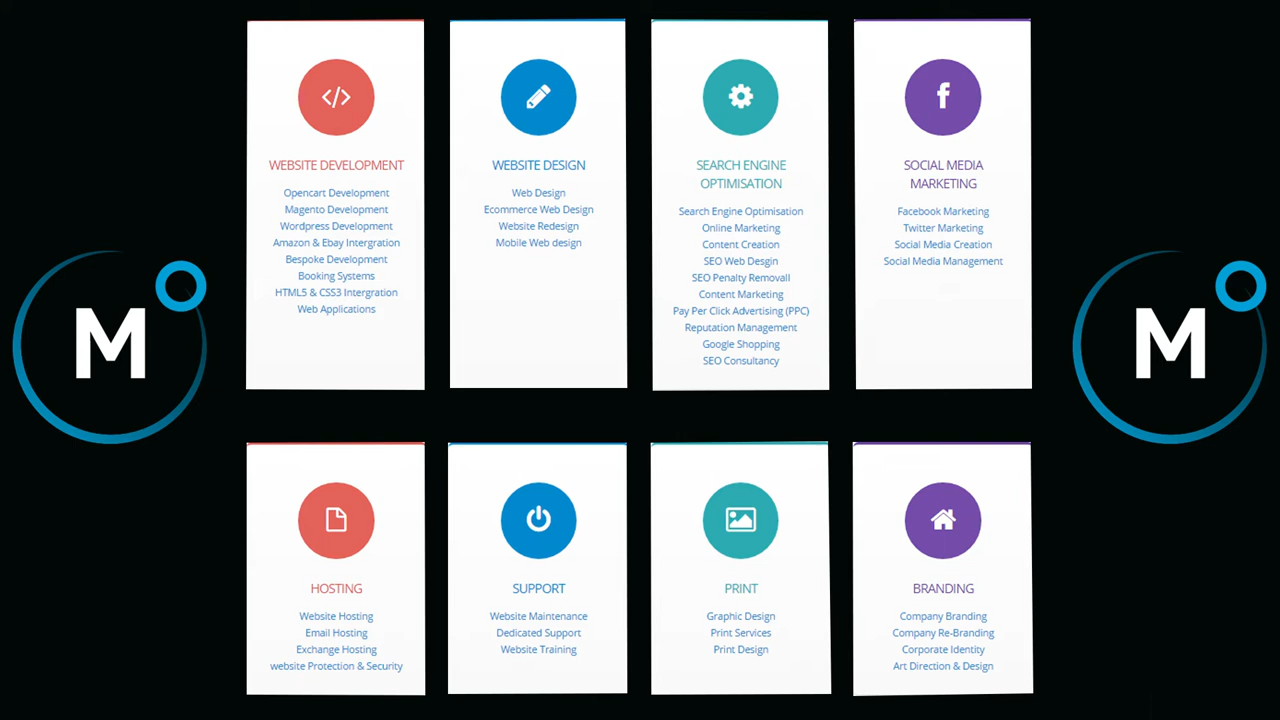 WEBSITE DEVELOPMENT
Opencart Development
Magento Development
Wordpress Development
Amazon & Ebay Intergration
Bespoke Development
Booking Systems
HTML5 & CSS3 Intergration
Web Applications
WEBSITE DESIGN
Web Design
Ecommerce Web Design
Website Redesign
Mobile Web design
SEARCH ENGINE
OPTIMISATION
Search Engine Optimisation
Online Marketing
Content Creation
SEO Web Desgin
SEO Penalty Removall
Content Marketing
Pay Per Click Advertising (PPC)
Reputation Management
Google Shopping
SEO Consultancy
f
SOCIAL MEDIA
MARKETING
Facebook Marketing
Twitter Marketing
Social Media Creation
Social Media Management
M
M
HOSTING
Website Hosting
Email Hosting
Exchange Hosting
website Protection & Security
SUPPORT
Website Maintenance
Dedicated Support
Website Training
PRINT
Graphic Design
Print Services
Print Design
BRANDING
Company Branding
Company Re-Branding
Corporate Identity
Art Direction & Design